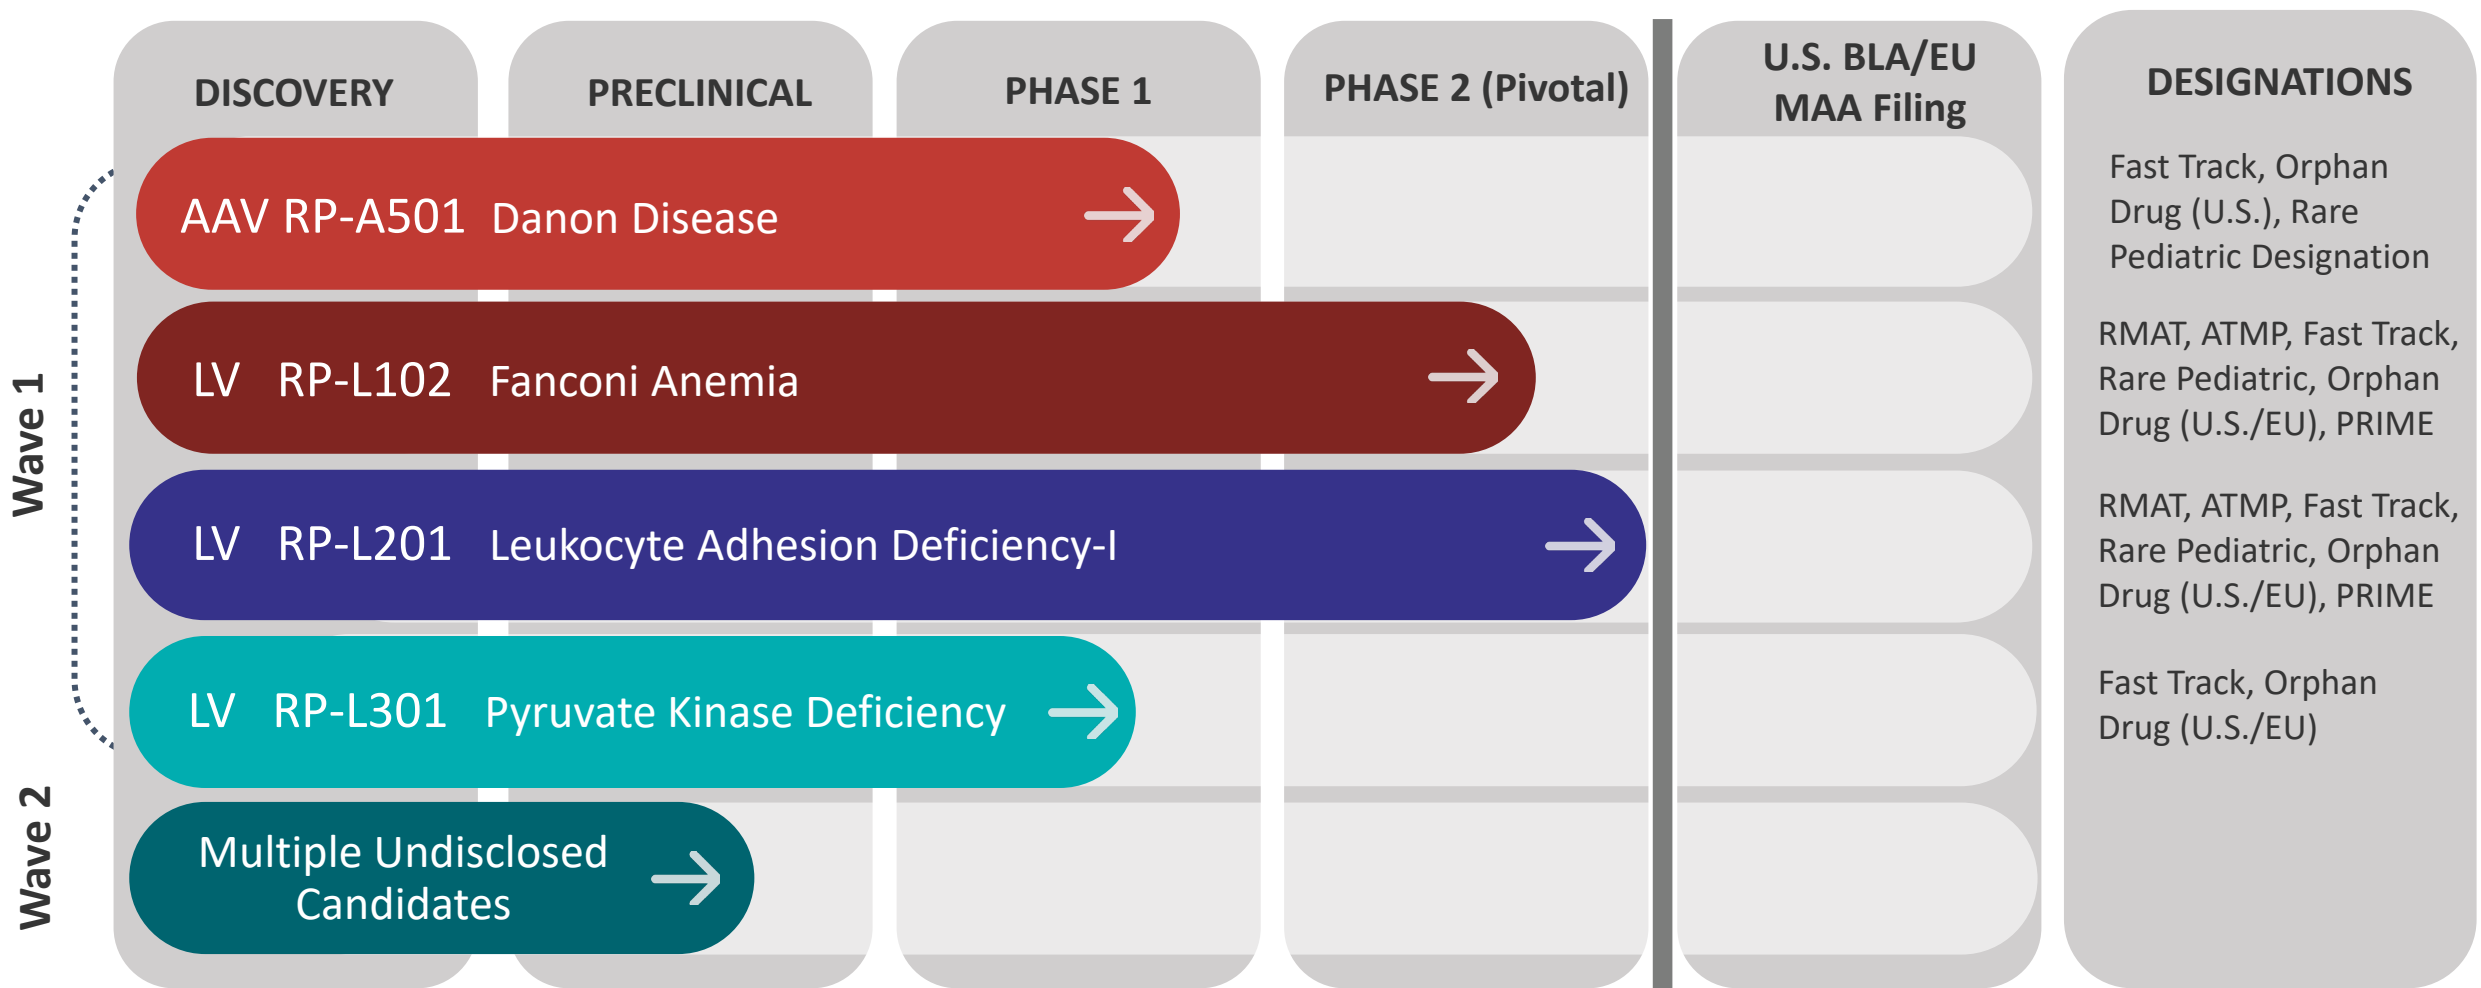 DISCOVERY
PRECLINICAL
PHASE 1
PHASE 2 (Pivotal)
U.S. BLA/EU
MAA Filing
DESIGNATIONS
Wave 1
AAV RP-A501 Danon Disease
Fast Track, Orphan
Drug (U.S.), Rare
Pediatric Designation
LV RP-L102 Fanconi Anemia
RMAT, ATMP, Fast Track,
Rare Pediatric, Orphan
Drug (U.S./EU), PRIME
LV RP-L201 Leukocyte Adhesion Deficiency-I
RMAT, ATMP, Fast Track,
Rare Pediatric, Orphan
Drug (U.S./EU), PRIME
LV RP-L301 Pyruvate Kinase Deficiency
Fast Track, Orphan
Drug (U.S./EU)
Wave 2
Multiple Undisclosed
Candidates